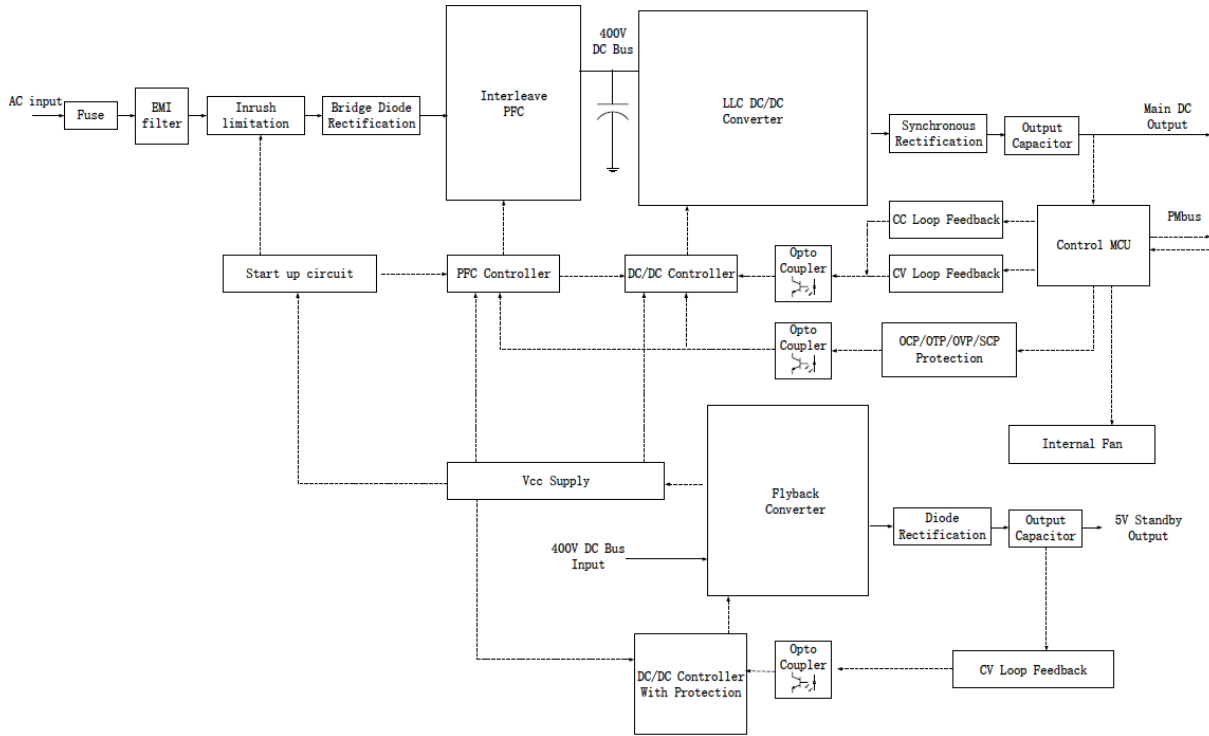 400V
DC Bus
AC input
Fuse
EMI
filter
Inrush
limitation
Bridge Diode
Rectification
Interleave
PFC
LLC DC/DC
Converter
Synchronous
Rectification
Output
Capacitor
Main DC
Output
CC Loop Feedback
PMbus
Control MCU
Start up circuit
PFC Controller
DC/DC Controller
Opto
Coupler
CV Loop Feedback
Opto
Coupler
OCP/OTP/OVP/SCP
Protection
Internal Fan
Vcc Supply
Flyback
Converter
Diode
Rectification
Output
Capacitor
5V Standby
Output
400V DC Bus
Input
DC/DC Controller
With Protection
Opto
Coupler
CV Loop Feedback